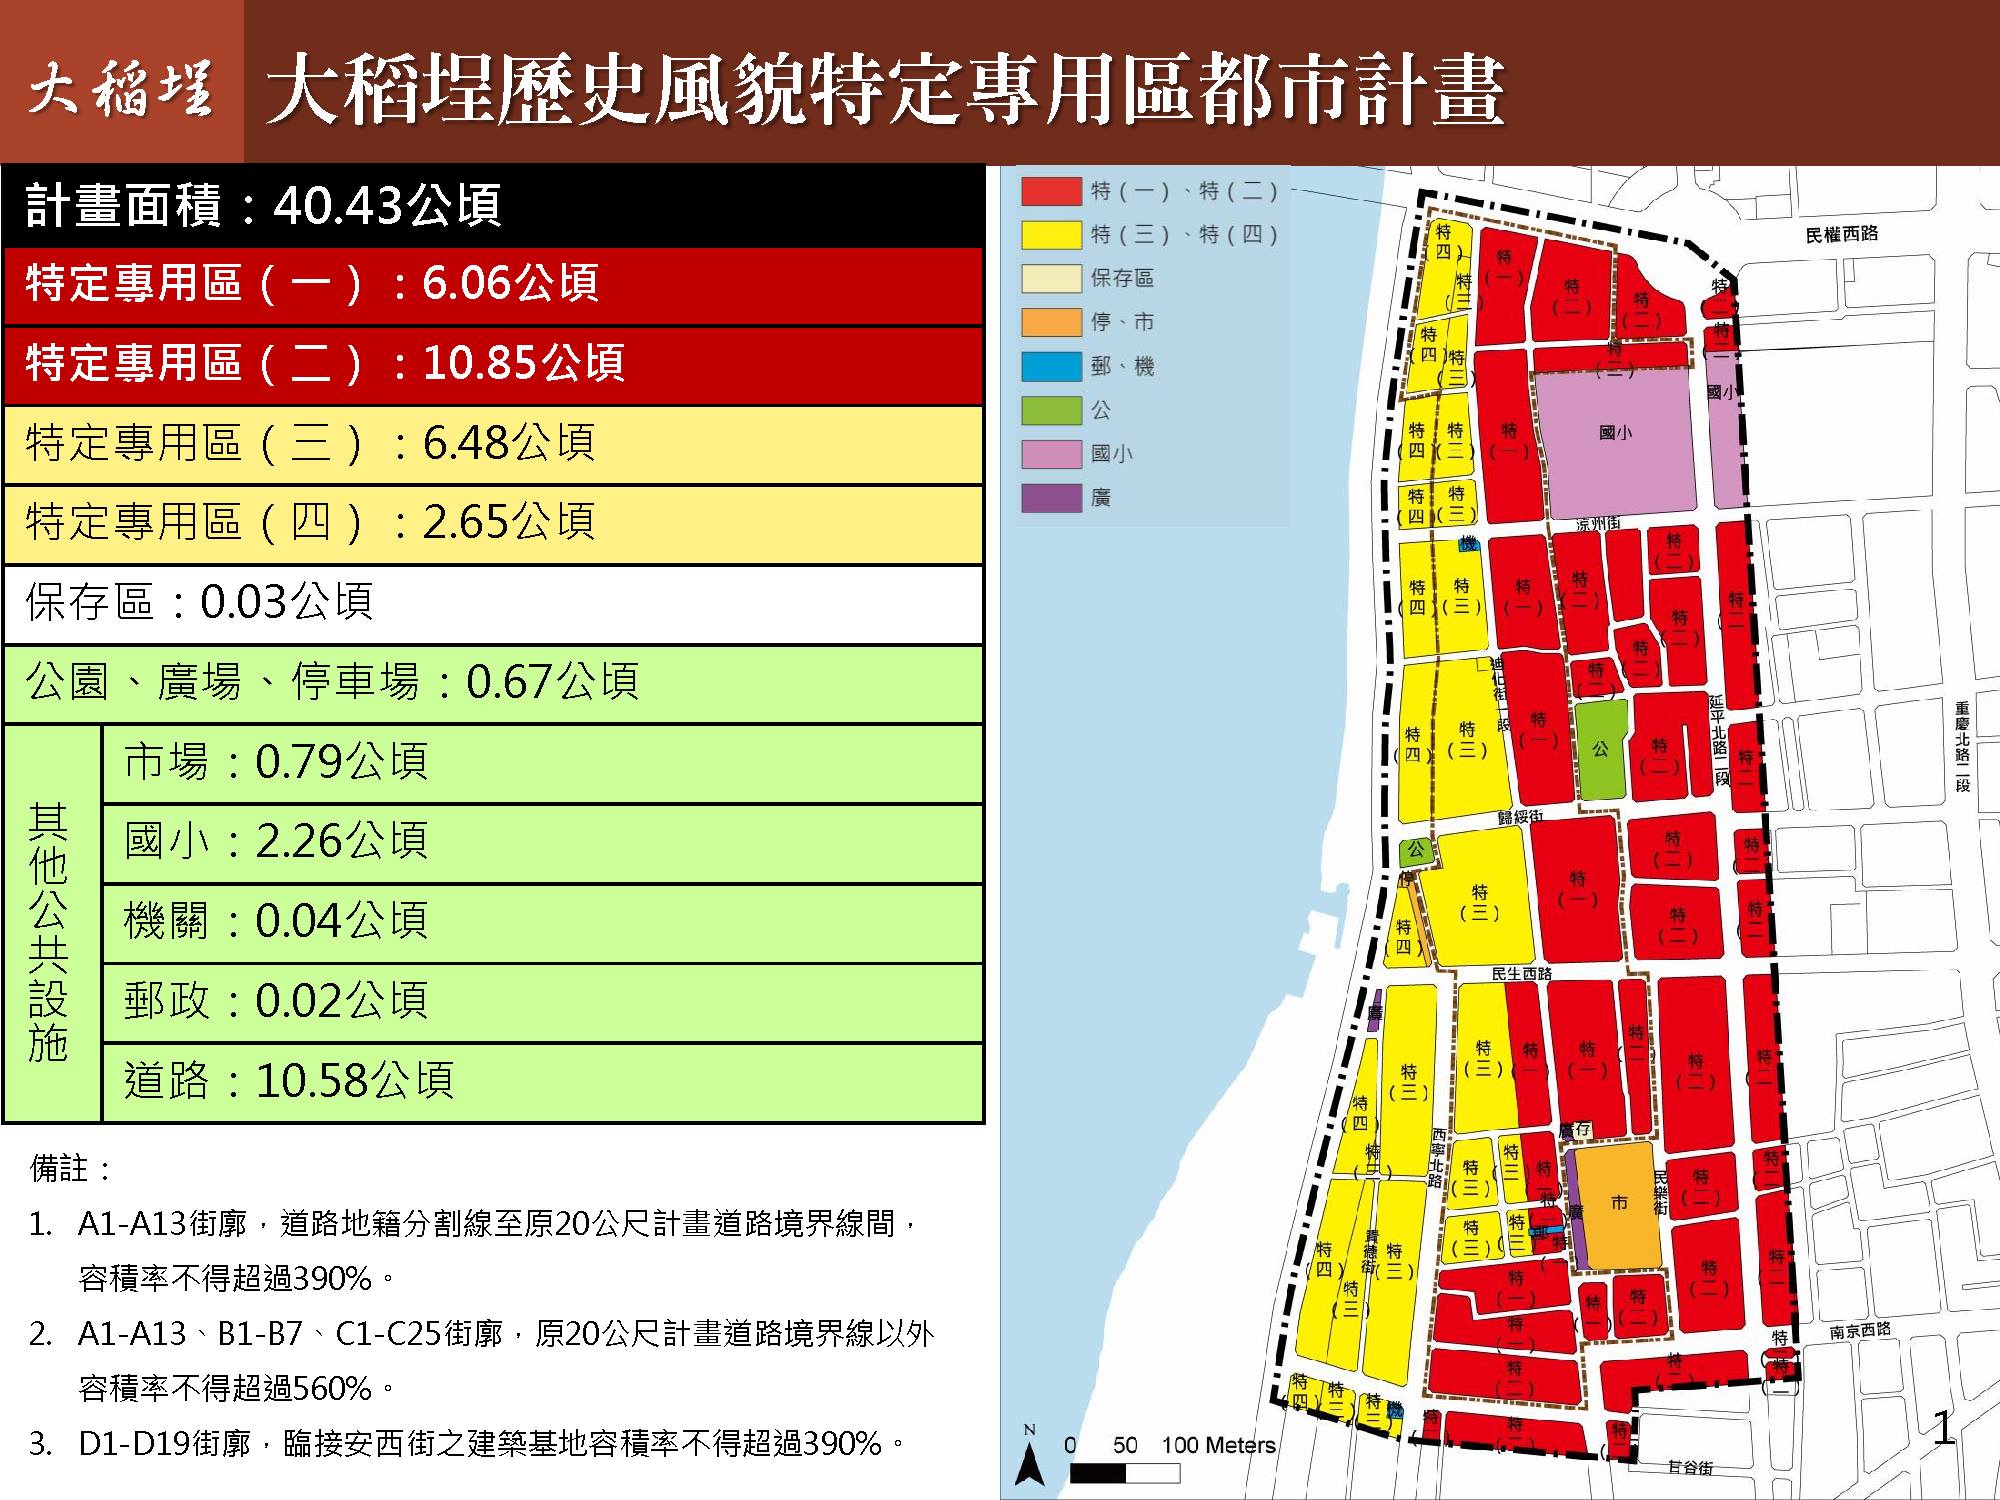 大稻埕
大稻埕歷史風貌特定專用區都市計畫
計畫面積：40.43公頃
特定專用區（一）：6.06公頃
特定專用區（二）：10.85公頃
特定專用區（三）：6.48公頃
特定專用區（四）：2.65公頃
保存區：0.03公頃
公園、廣場、停車場：0.67公頃
其他公共設施
市場：0.79公頃
國小：2.26公頃
機關：0.04公頃
郵政：0.02公頃
道路：10.58公頃
備註：
1. A1-A13街廓，道路地籍分割線至原20公尺計畫道路境界線間，
容積率不得超過390%。
2. A1-A13、B1-B7、C1-C25街廓，原20公尺計畫道路境界線以外
容積率不得超過560%。
3. D1-D19街廓，臨接安西街之建築基地容積率不得超過390%。
特（一）、特（二）
特（三）、特（四）
保存區
停、市
郵、機
公
國小
廣
民權西路
特（四）
特（三）
特（一）
特（二）
特（二）
國小
國小
涼州街
機
迪化街一段
延平北路二段
重慶北路二段
公
歸綏街
公
停
民生西路
廣
西寧北路
廣
存
市
民樂街
廣
郵
貴德街
南京西路
機
甘谷街
N
0 50 100 Meters
1